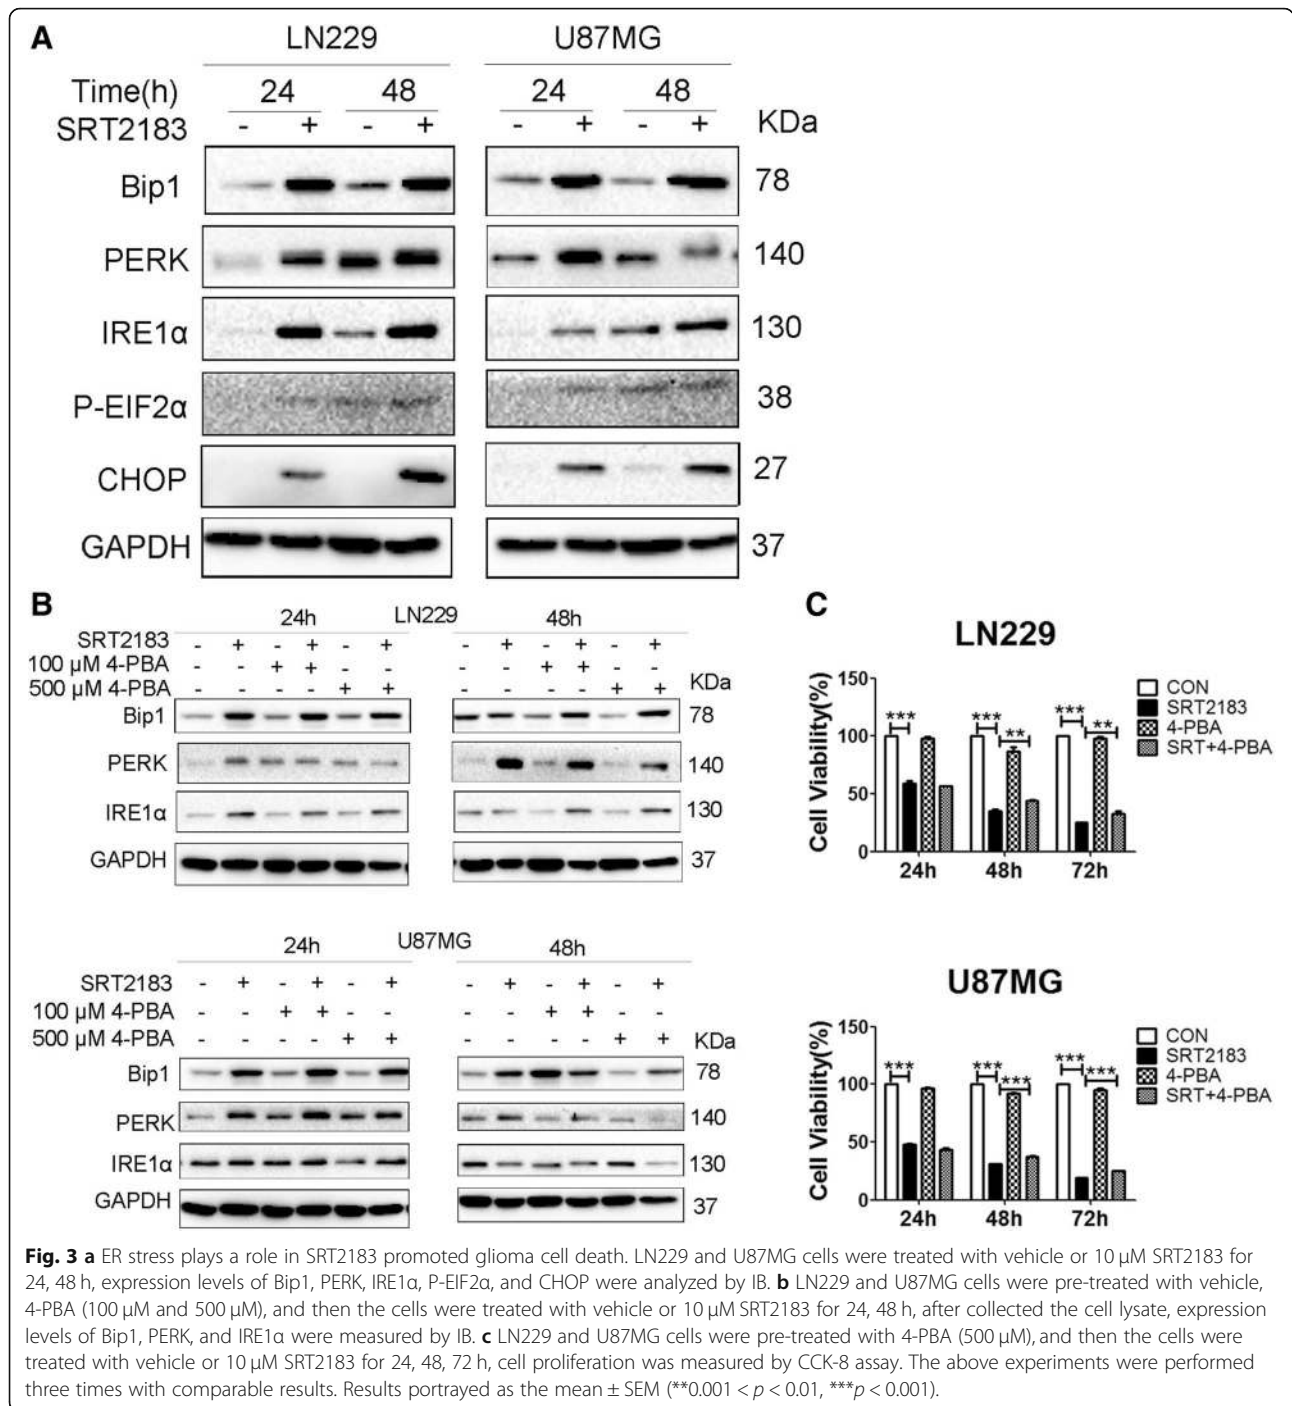 A
LN229 U87MG
Time(h) 24 48 24 48
SRT2183 - + - + - + - + KDa
Bip1 78
PERK 140
IRE1α 130
P-EIF2α 38
CHOP 27
GAPDH 37
B
24h LN229 48h
SRT2183 - + - + - + - + - + - +
100 μM 4-PBA - - + + - - - - + + - -
500 μM 4-PBA - - - - + + - - - - + + KDa
Bip1 78
PERK 140
IRE1α 130
GAPDH 37
24h U87MG 48h
SRT2183 - + - + - + - + - + - +
100 μM 4-PBA - - + + - - - - + + - -
500 μM 4-PBA - - - - + + - - - - + + KDa
Bip1 78
PERK 140
IRE1α 130
GAPDH 37
C
LN229
Cell Viability(%)
150
100
50
0
*** *** ** *** **
24h 48h 72h
CON
SRT2183
4-PBA
SRT+4-PBA
U87MG
Cell Viability(%)
150
100
50
0
*** *** *** *** ***
24h 48h 72h
CON
SRT2183
4-PBA
SRT+4-PBA
Fig. 3 a ER stress plays a role in SRT2183 promoted glioma cell death. LN229 and U87MG cells were treated with vehicle or 10 μM SRT2183 for
24, 48 h, expression levels of Bip1, PERK, IRE1α, P-EIF2α, and CHOP were analyzed by IB. b LN229 and U87MG cells were pre-treated with vehicle,
4-PBA (100 μM and 500 μM), and then the cells were treated with vehicle or 10 μM SRT2183 for 24, 48 h, after collected the cell lysate, expression
levels of Bip1, PERK, and IRE1α were measured by IB. c LN229 and U87MG cells were pre-treated with 4-PBA (500 μM), and then the cells were
treated with vehicle or 10 μM SRT2183 for 24, 48, 72 h, cell proliferation was measured by CCK-8 assay. The above experiments were performed
three times with comparable results. Results portrayed as the mean ± SEM (**0.001 < p < 0.01, ***p < 0.001).